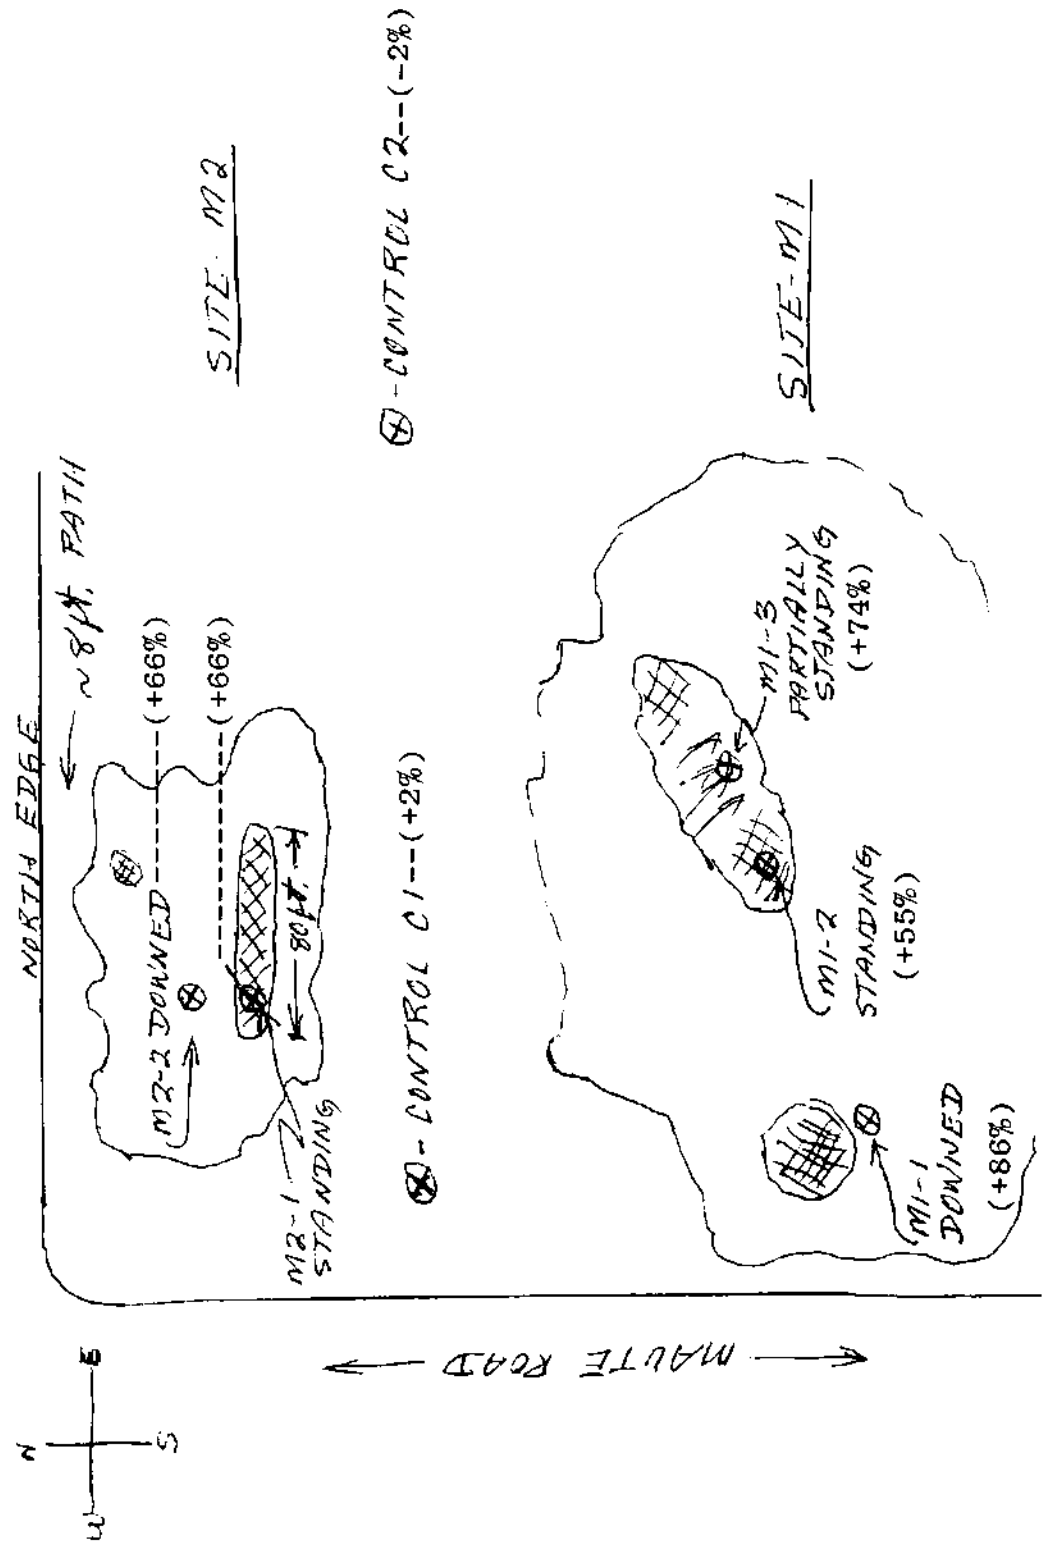 N
W
E
S
NORTH EDGE
~8 ft. PATH
SITE M2
M2-2 DOWNED
(+66%)
(+66%)
80 ft.
M2-1
STANDING
- CONTROL C1--(+2%)
- CONTROL C2---(-2%)
MAUTE ROAD
SITE-M1
M1-3
PARTIALLY
STANDING
(+74%)
M1-2
STANDING
(+55%)
M1-1
DOWNED
(+86%)